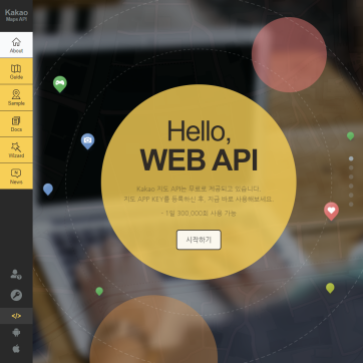 Kakao
Maps API
About
Guide
Sample
Docs
Wizard
News
Hello,
WEB API
Kakao 지도 API는 무료로 제공하고 있습니다.
지도 APP KEY를 등록하신 후, 지금 바로 사용해보세요.
- 1일 300,000회 사용 가능
시작하기